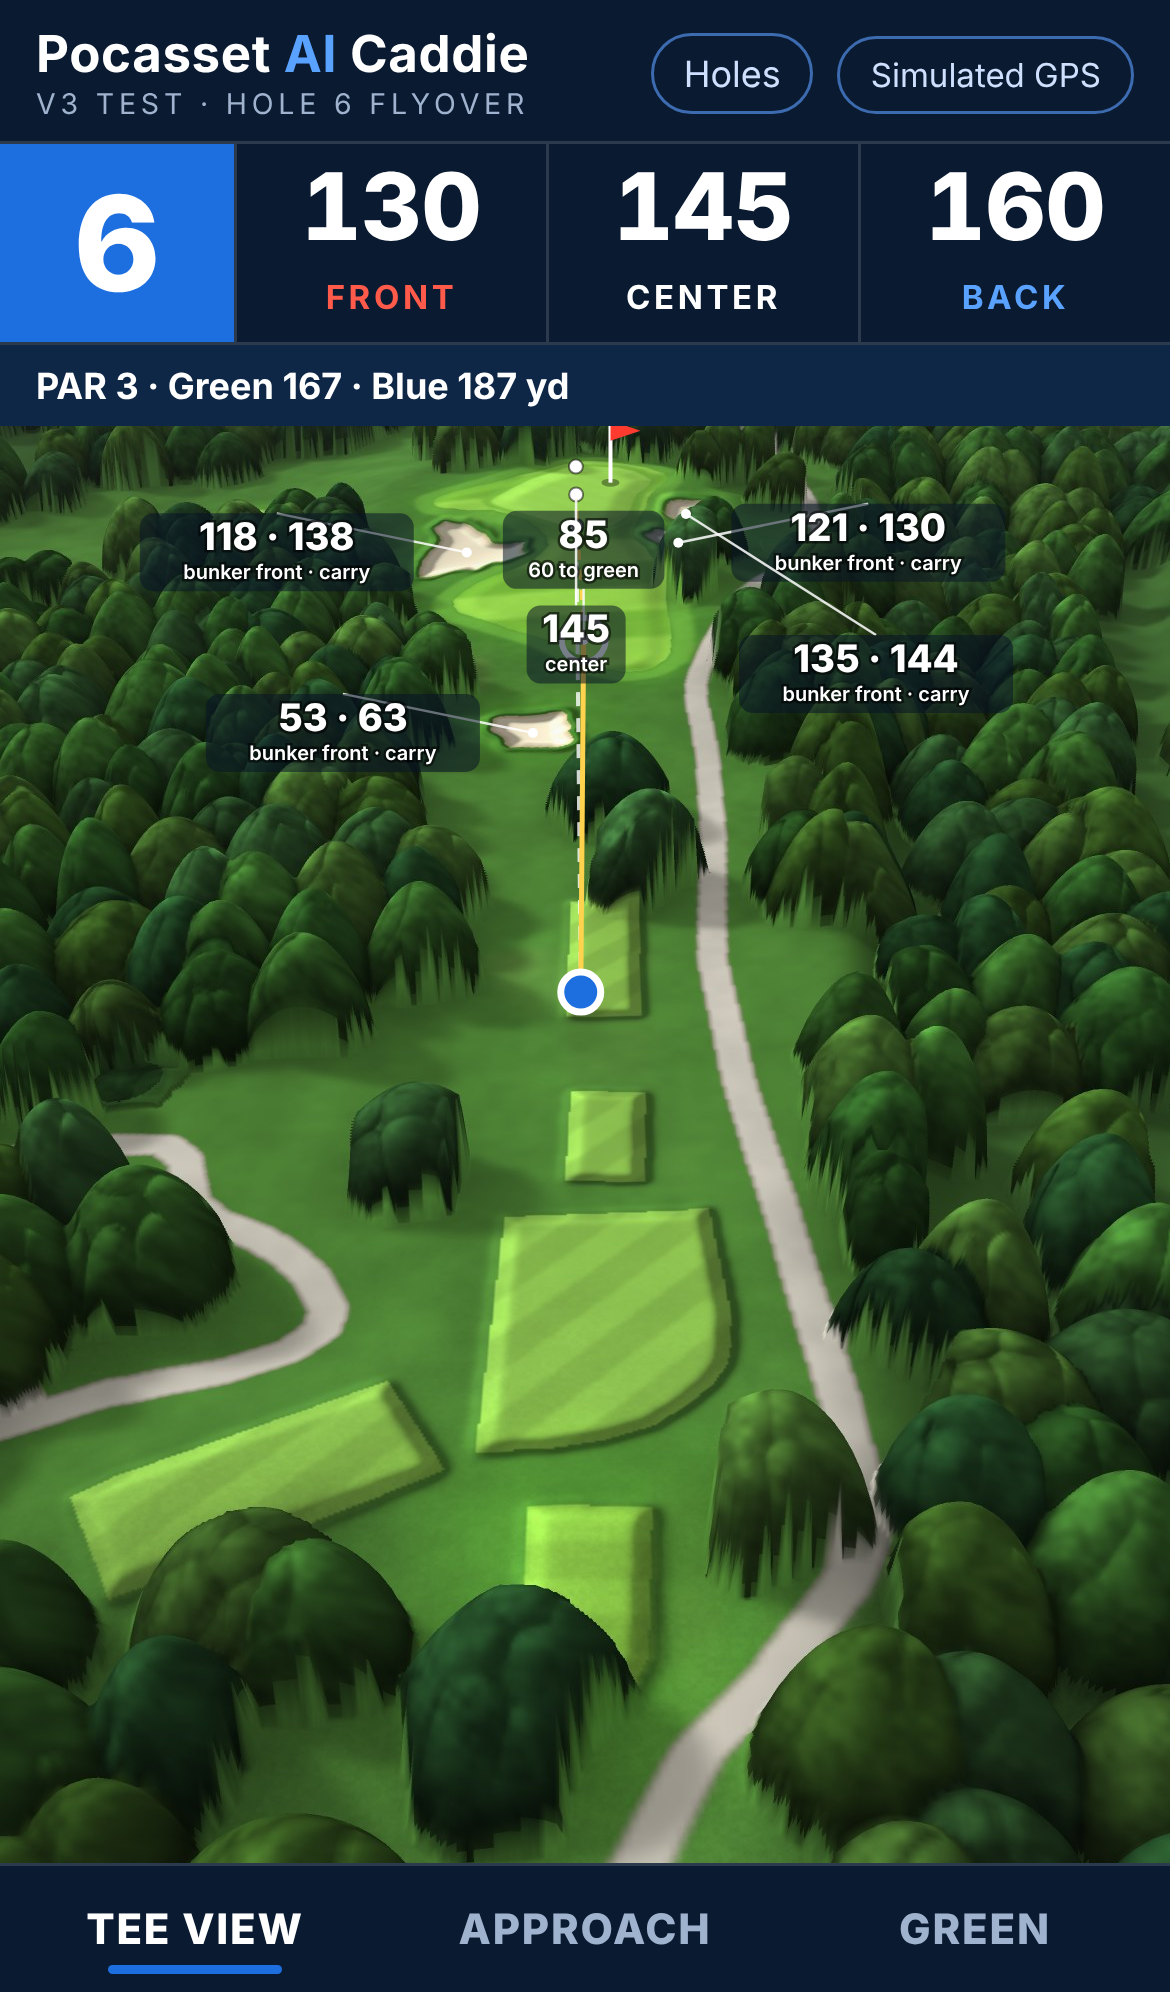 Pocasset AI Caddie
V3 TEST · HOLE 6 FLYOVER
Holes
Simulated GPS
6
130
FRONT
145
CENTER
160
BACK
PAR 3 · Green 167 · Blue 187 yd
118 · 138
bunker front · carry
85
60 to green
121 · 130
bunker front · carry
145
center
135 · 144
bunker front · carry
53 · 63
bunker front · carry
TEE VIEW
APPROACH
GREEN